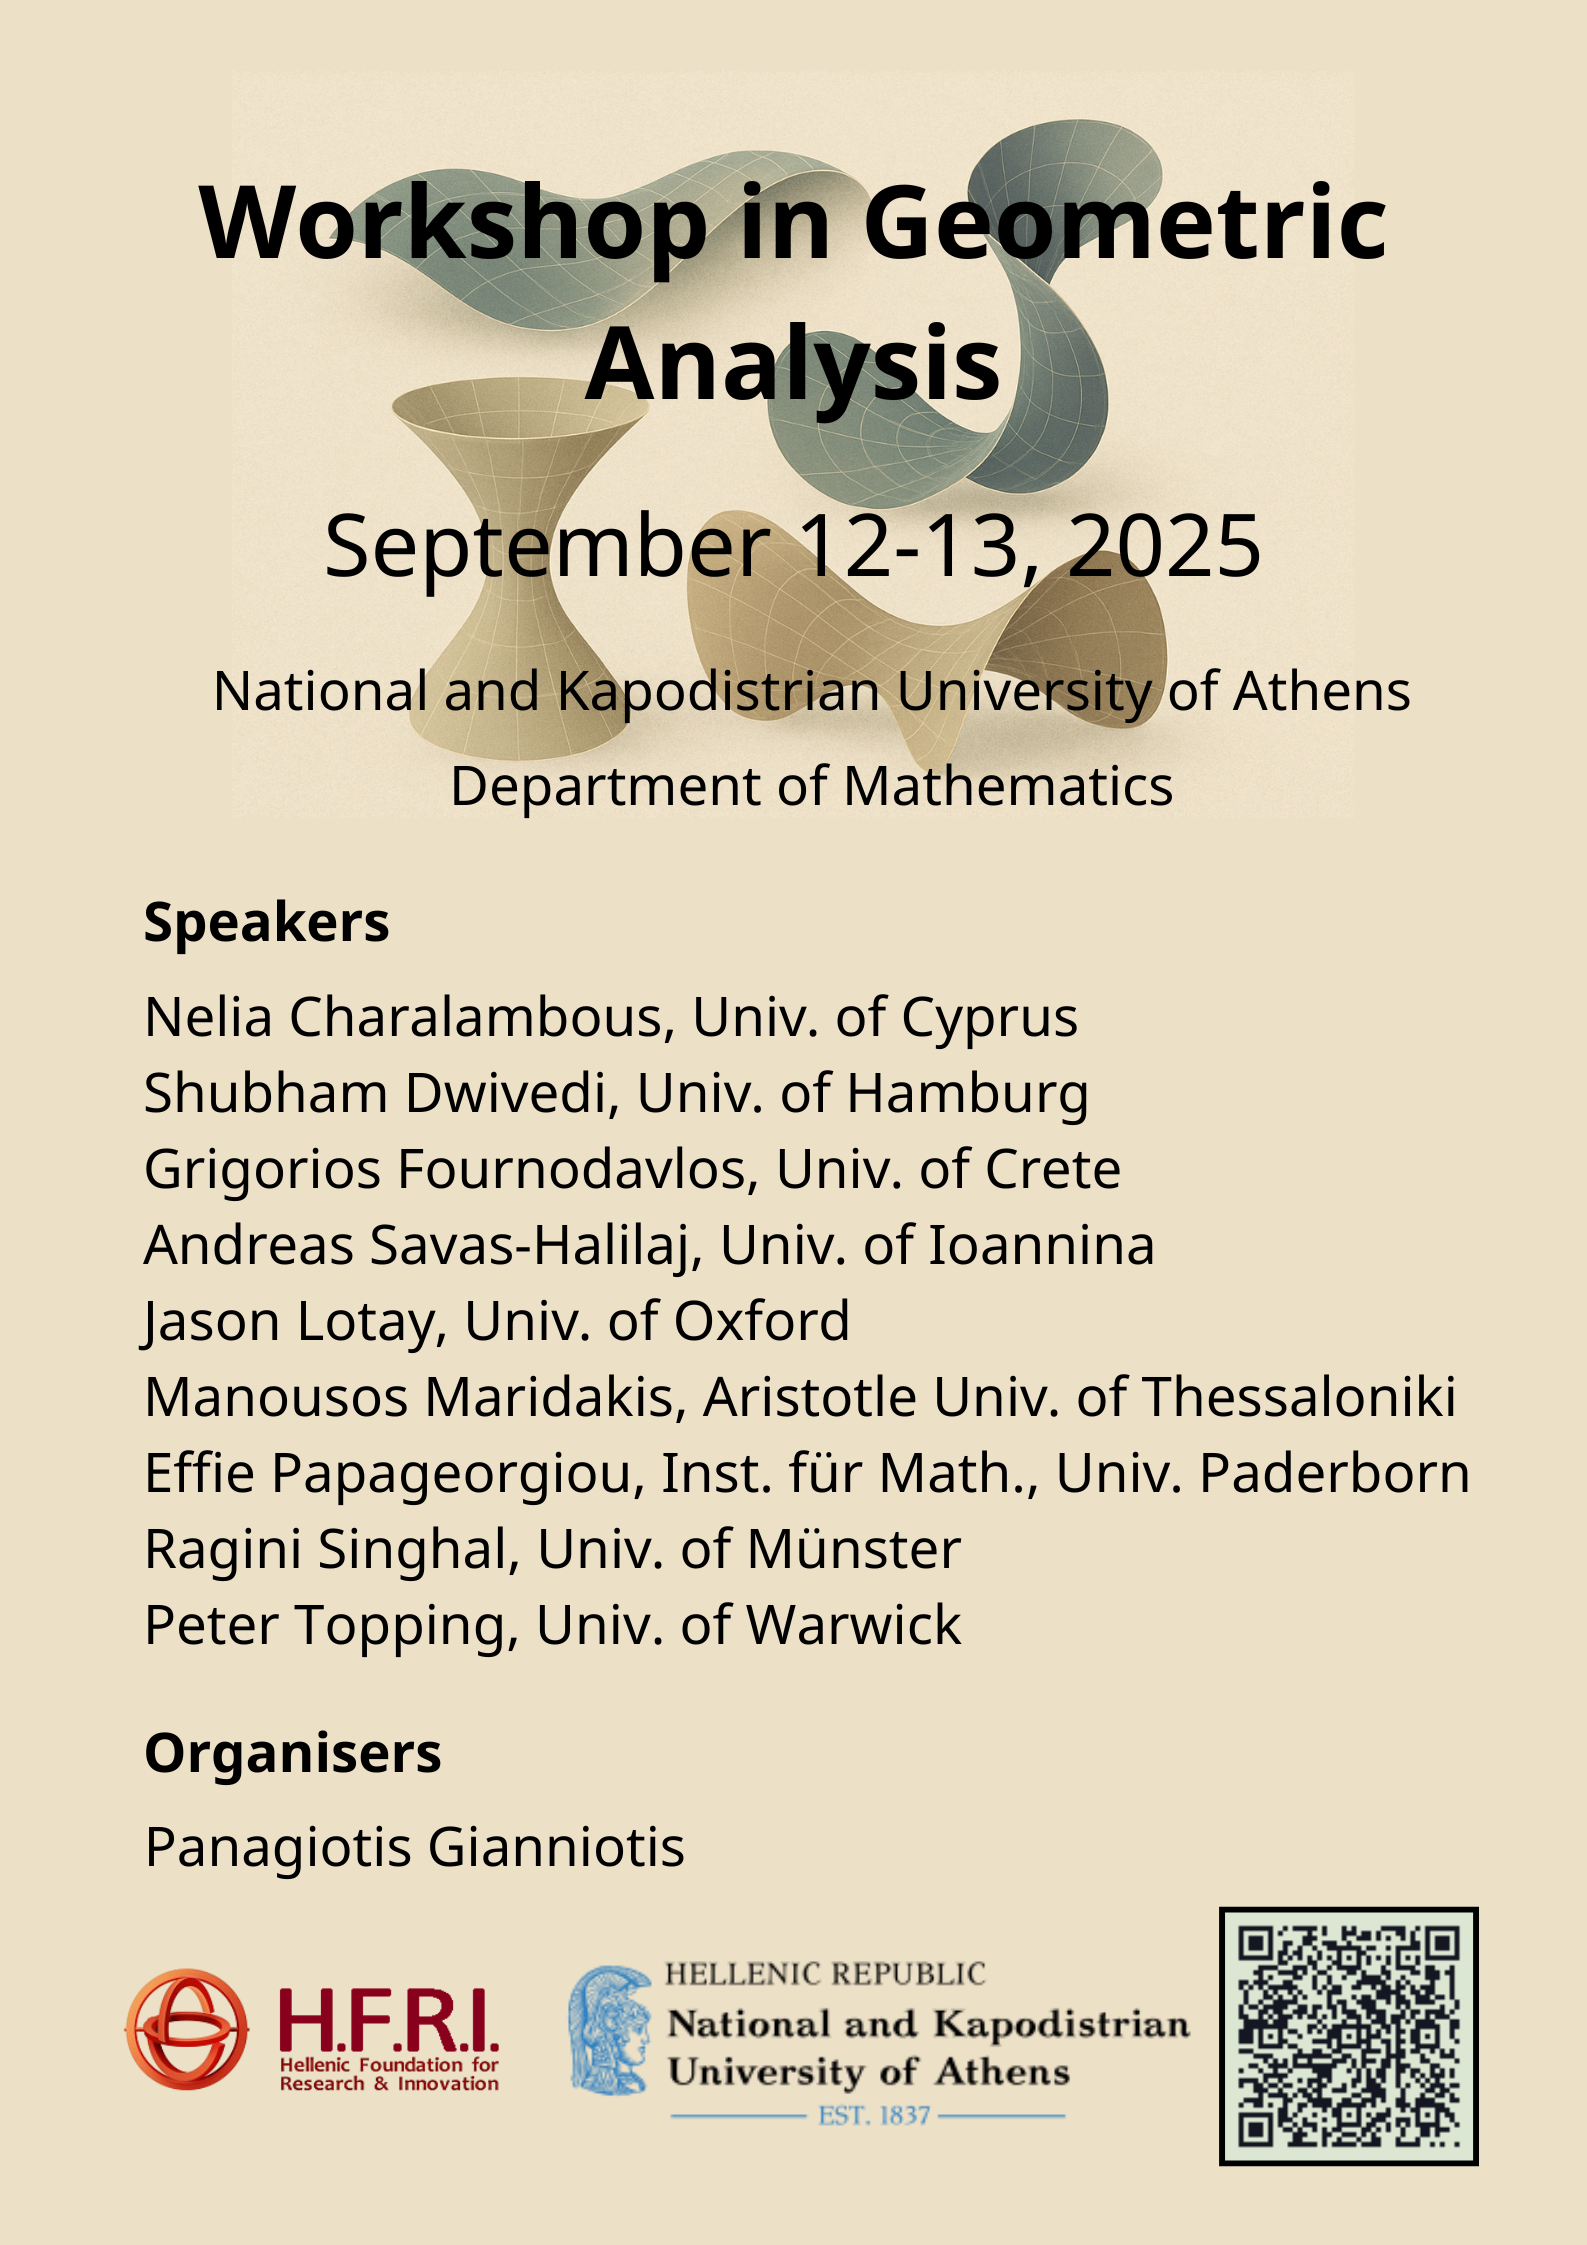 Workshop in Geometric
Analysis
September 12-13, 2025
National and Kapodistrian University of Athens
Department of Mathematics
Speakers
Nelia Charalambous, Univ. of Cyprus
Shubham Dwivedi, Univ. of Hamburg
Grigorios Fournodavlos, Univ. of Crete
Andreas Savas-Halilaj, Univ. of Ioannina
Jason Lotay, Univ. of Oxford
Manousos Maridakis, Aristotle Univ. of Thessaloniki
Effie Papageorgiou, Inst. für Math., Univ. Paderborn
Ragini Singhal, Univ. of Münster
Peter Topping, Univ. of Warwick
Organisers
Panagiotis Gianniotis
H.F.R.I.
Hellenic Foundation for
Research & Innovation
HELLENIC REPUBLIC
National and Kapodistrian
University of Athens
EST. 1837